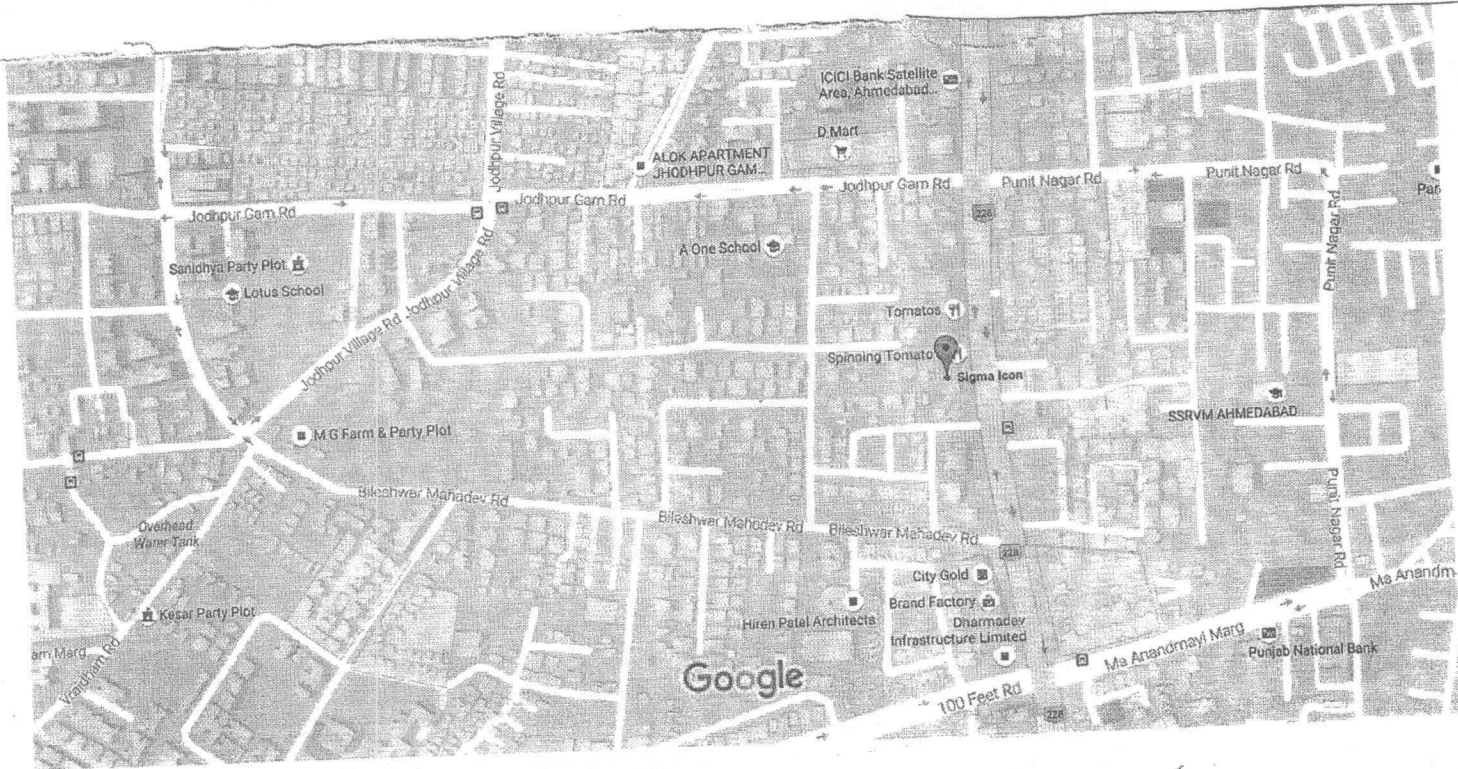 ICICI Bank Satellite
Area, Ahmedabad..
D Mart
Jodhpur Village Rd
ALOK APARTMENT
JHODHPUR GAM...
Jodhpur Gam Rd
Punit Nagar Rd
Punit Nagar Rd
Par
Jodhpur Gam Rd
Jodhpur Gam Rd
228
A One School
Punit Nagar Rd
Sanidhya Party Plot
Lotus School
Jodhpur Village Rd
Jodhpur Village Rd
Tomatos
Spinning Tomato
Sigma Icon
SSRVM AHMEDABAD
M G Farm & Party Plot
Bileshwar Mahadev Rd
Bileshwar Mahadev Rd
Bileshwar Mahadev Rd
Punit Nagar Rd
Overhead
Water Tank
228
City Gold
Ma Anandm
Brand Factory
Kesar Party Plot
Hiren Patel Architects
Dharmadev
Infrastructure Limited
Ma Anandmayi Marg
Punjab National Bank
am Marg
Vraj​dham Rd
Google
100 Feet Rd
228